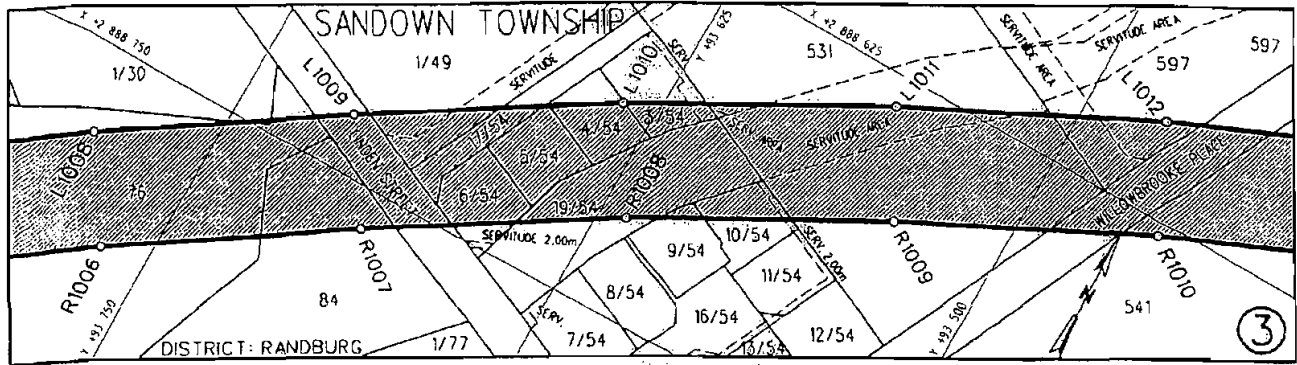 SANDOWN TOWNSHIP
X +2 888 750
1/30
L1009
1/49
SERVITUDE
L1010
SERV.
Y +93 625
531
X +2 888 625
L1011
SERVITUDE AREA
SERVITUDE AREA
597
597
L1012
L1008
76
LINDEN STREET
7/54
6/54
5/54
4/54
3/54
19/54
R1008
SERVITUDE AREA
WILLOWBROOKE PLACE
SERVITUDE 2,00m
R1006
R1007
R1009
R1010
Y +93 750
84
1/77
SERV.
7/54
8/54
9/54
10/54
11/54
16/54
13/54
12/54
SERV. 2,00m
Y +93 500
N
541
3
DISTRICT: RANDBURG